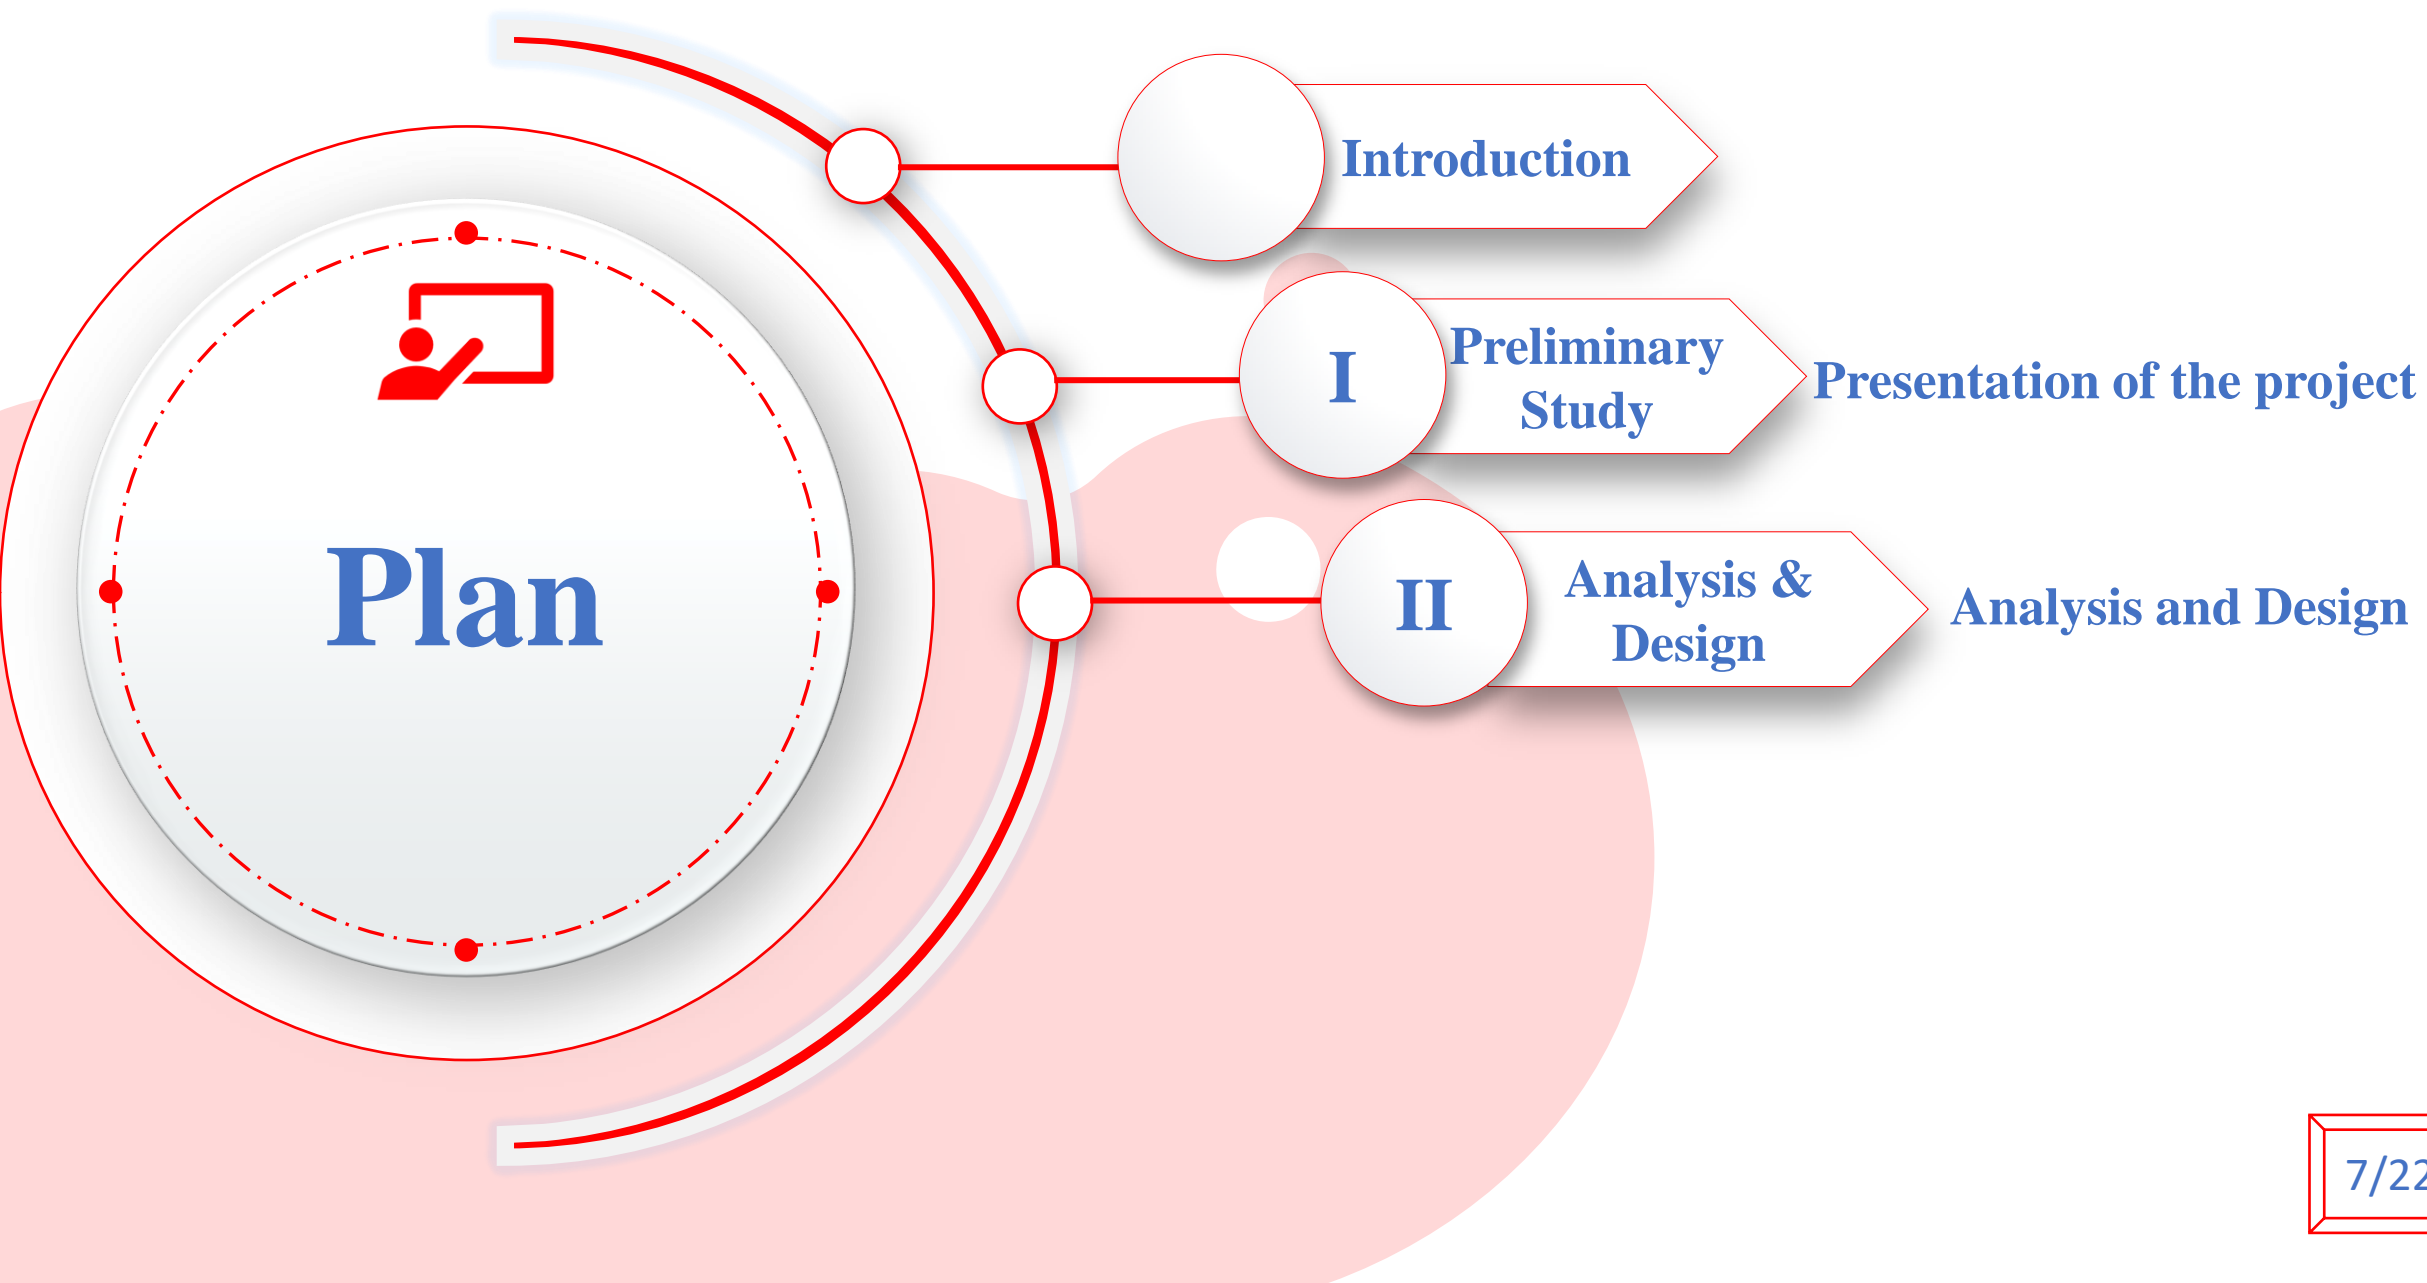 Plan
Introduction
I
Preliminary
Study
Presentation of the project
II
Analysis &
Design
Analysis and Design
7/22